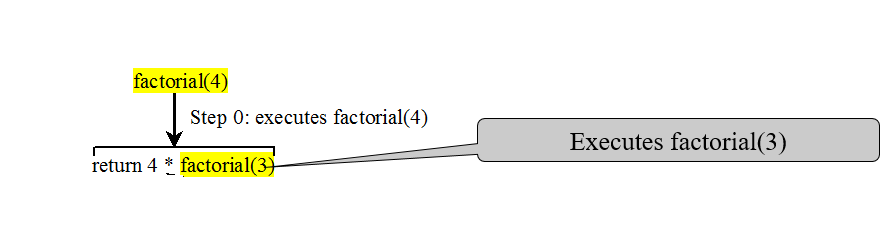 factorial(4)
Step 0: executes factorial(4)
Executes factorial(3)
return 4 * factorial(3)